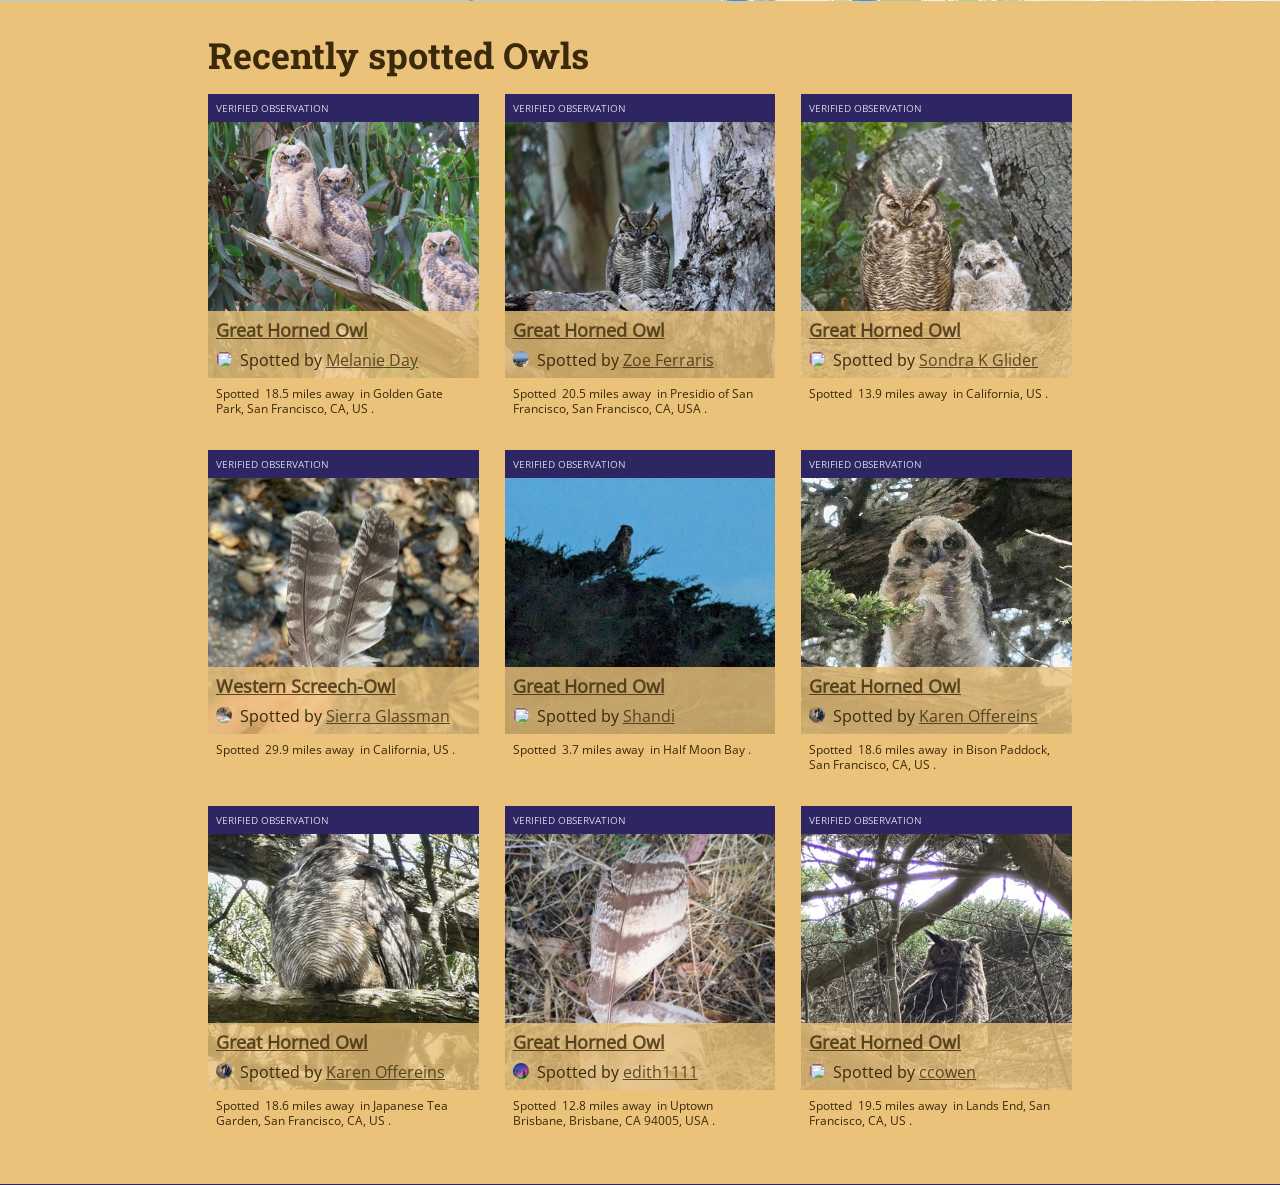 Recently spotted Owls
VERIFIED OBSERVATION
Great Horned Owl
Spotted by Melanie Day
Spotted 18.5 miles away in Golden Gate
Park, San Francisco, CA, US .
VERIFIED OBSERVATION
Great Horned Owl
Spotted by Zoe Ferraris
Spotted 20.5 miles away in Presidio of San
Francisco, San Francisco, CA, USA .
VERIFIED OBSERVATION
Great Horned Owl
Spotted by Sondra K Glider
Spotted 13.9 miles away in California, US .
VERIFIED OBSERVATION
Western Screech-Owl
Spotted by Sierra Glassman
Spotted 29.9 miles away in California, US .
VERIFIED OBSERVATION
Great Horned Owl
Spotted by Shandi
Spotted 3.7 miles away in Half Moon Bay .
VERIFIED OBSERVATION
Great Horned Owl
Spotted by Karen Offereins
Spotted 18.6 miles away in Bison Paddock,
San Francisco, CA, US .
VERIFIED OBSERVATION
Great Horned Owl
Spotted by Karen Offereins
Spotted 18.6 miles away in Japanese Tea
Garden, San Francisco, CA, US .
VERIFIED OBSERVATION
Great Horned Owl
Spotted by edith1111
Spotted 12.8 miles away in Uptown
Brisbane, Brisbane, CA 94005, USA .
VERIFIED OBSERVATION
Great Horned Owl
Spotted by ccowen
Spotted 19.5 miles away in Lands End, San
Francisco, CA, US .